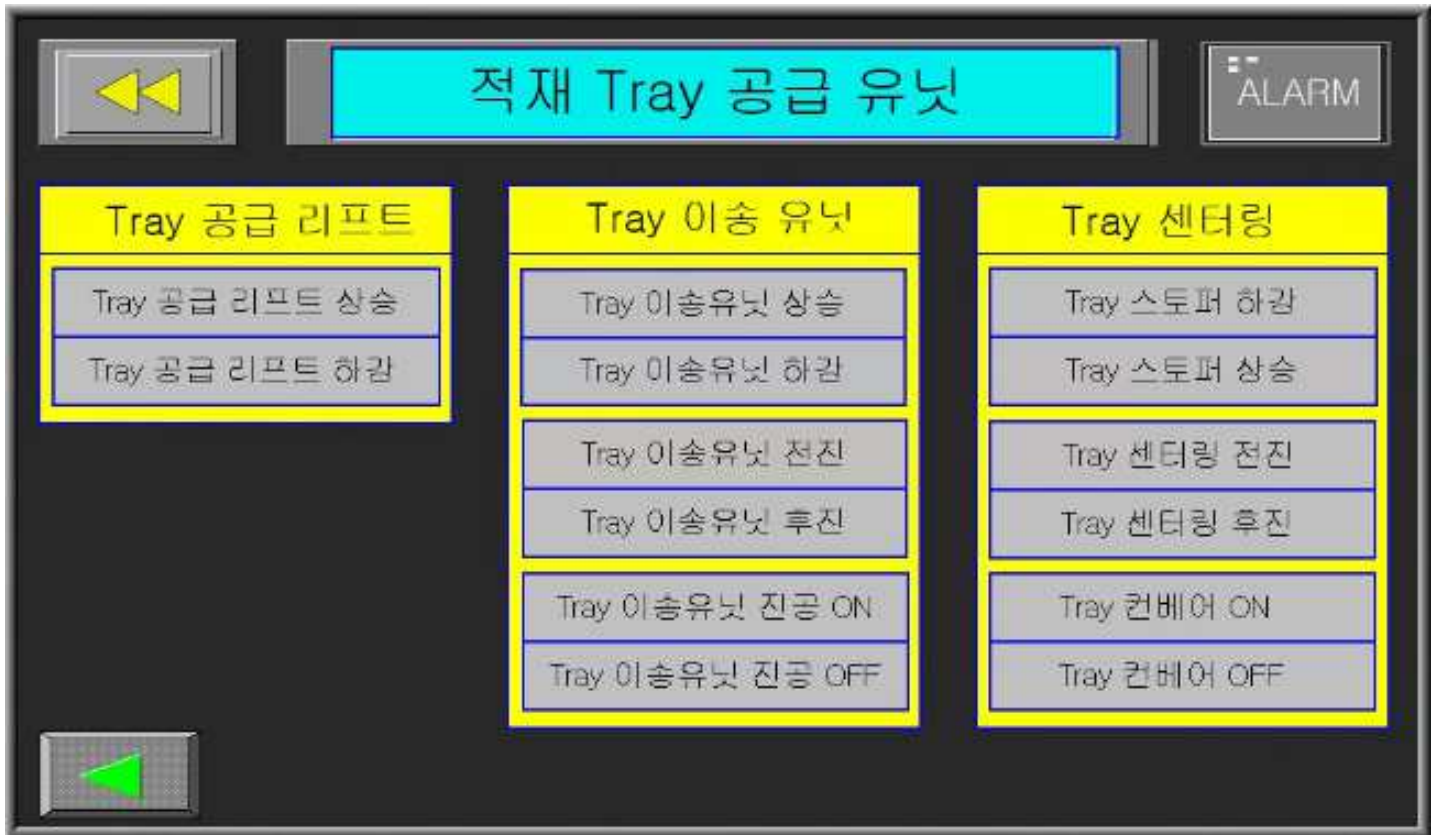 적재 Tray 공급 유닛
ALARM
Tray 공급 리프트
Tray 공급 리프트 상승
Tray 공급 리프트 하강
Tray 이송 유닛
Tray 이송유닛 상승
Tray 이송유닛 하강
Tray 이송유닛 전진
Tray 이송유닛 후진
Tray 이송유닛 진공 ON
Tray 이송유닛 진공 OFF
Tray 센터링
Tray 스토퍼 하강
Tray 스토퍼 상승
Tray 센터링 전진
Tray 센터링 후진
Tray 컨베어 ON
Tray 컨베어 OFF